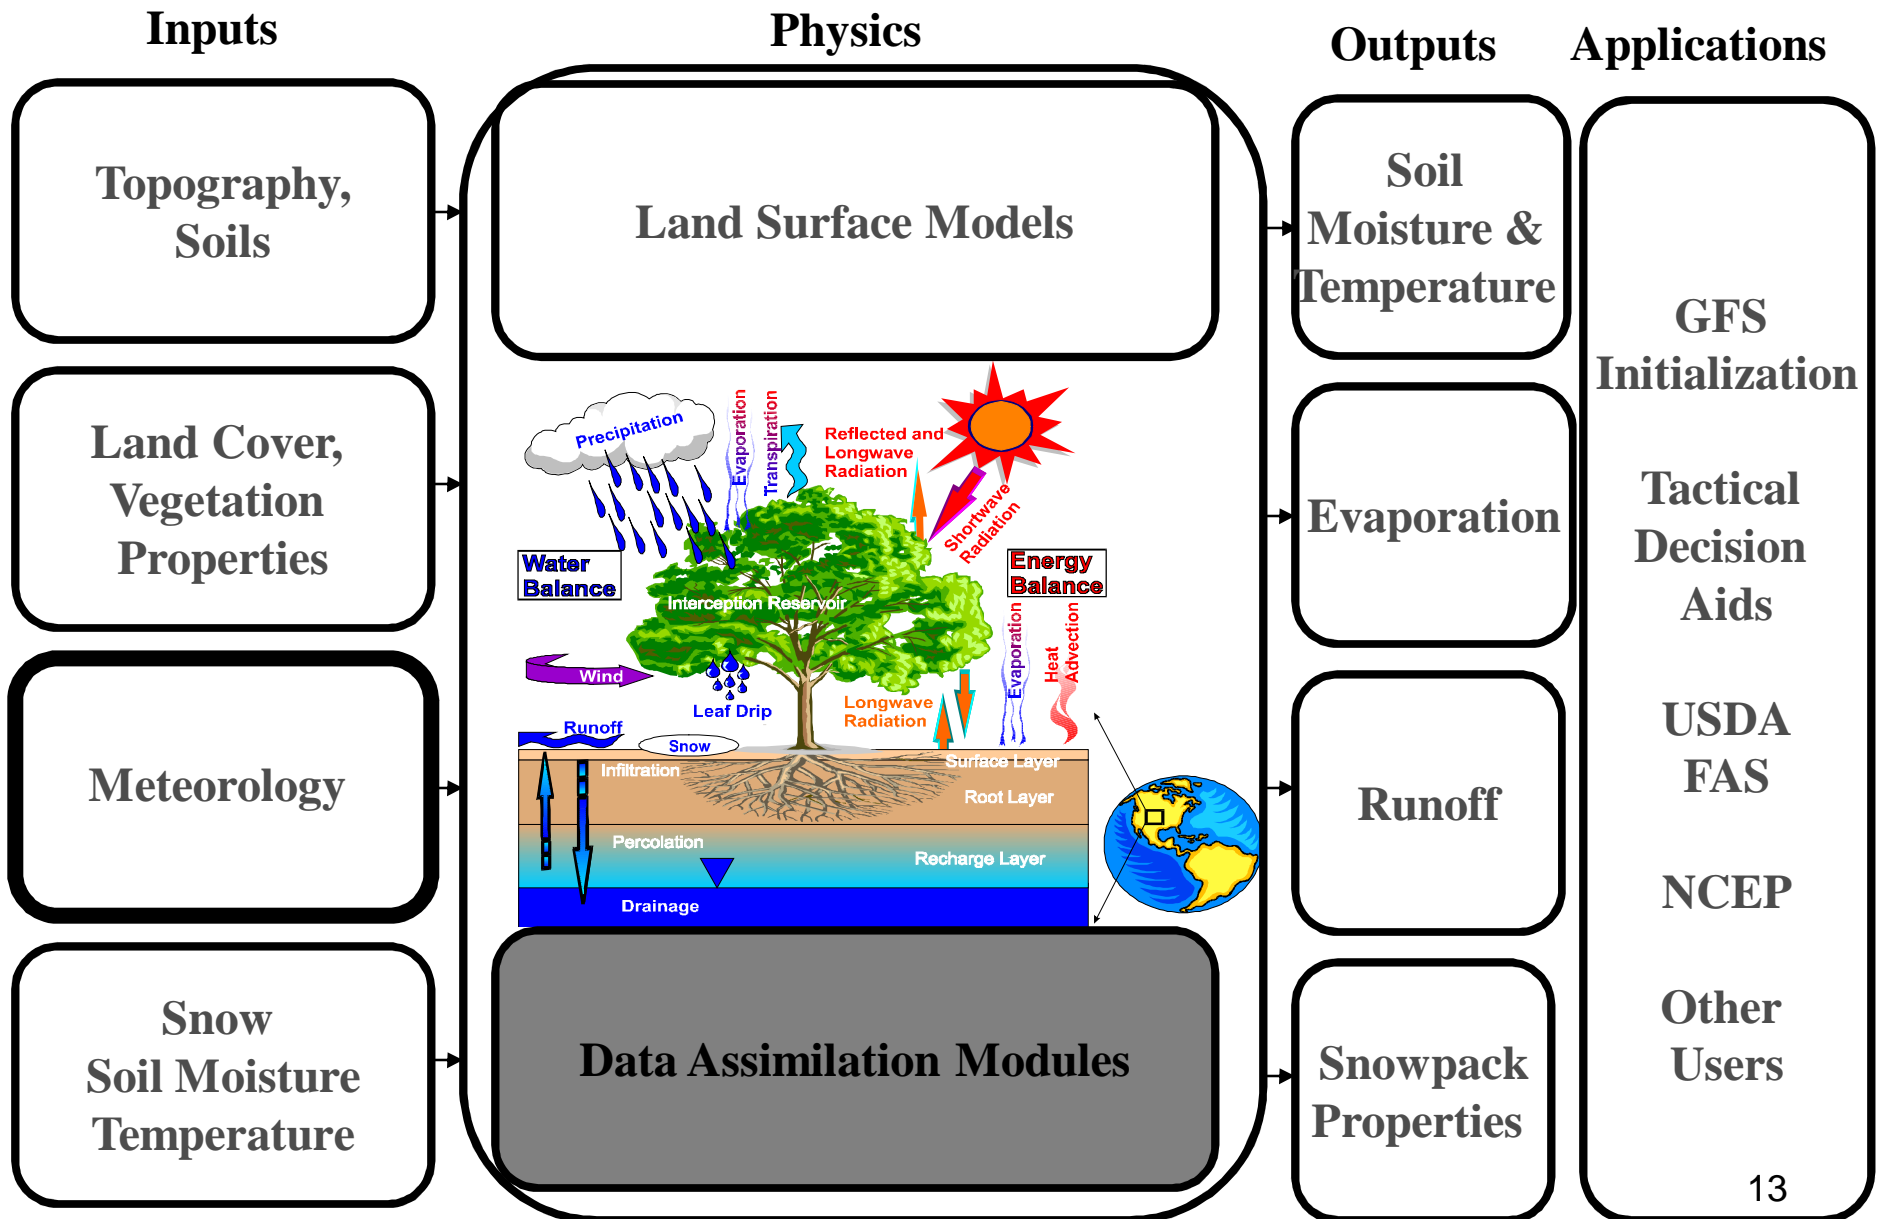 Inputs
Physics
Outputs
Applications
Topography,
Soils
Land Cover,
Vegetation
Properties
Meteorology
Snow
Soil Moisture
Temperature
Land Surface Models
Precipitation
Evaporation
Transpiration
Reflected and
Longwave
Radiation
Shortwave
Radiation
Water
Balance
Energy
Balance
Interception Reservoir
Wind
Leaf Drip
Longwave
Radiation
Evaporation
Heat
Advection
Runoff
Snow
Infiltration
Surface Layer
Root Layer
Percolation
Recharge Layer
Drainage
Data Assimilation Modules
Soil
Moisture &
Temperature
Evaporation
Runoff
Snowpack
Properties
GFS
Initialization
Tactical
Decision
Aids
USDA
FAS
NCEP
Other
Users
13